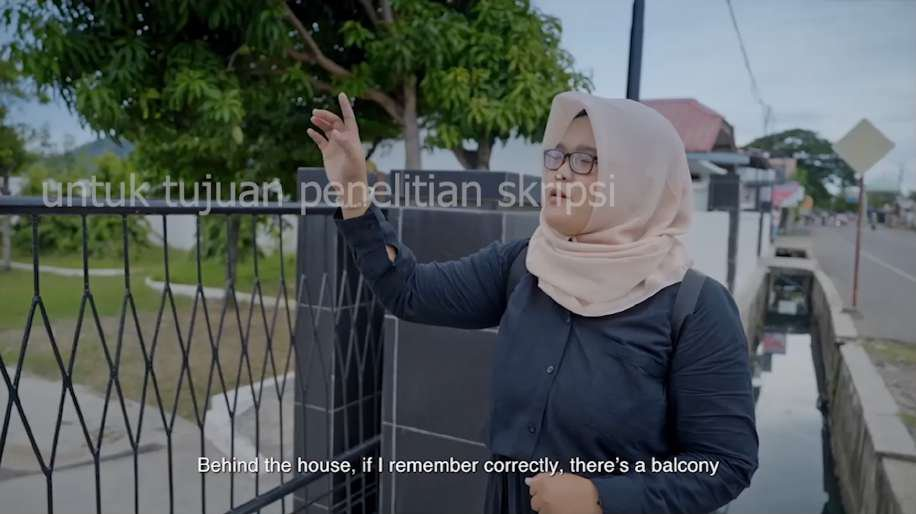 untuk tujuan penelitian skripsi
Behind the house, if I remember correctly, there's a balcony